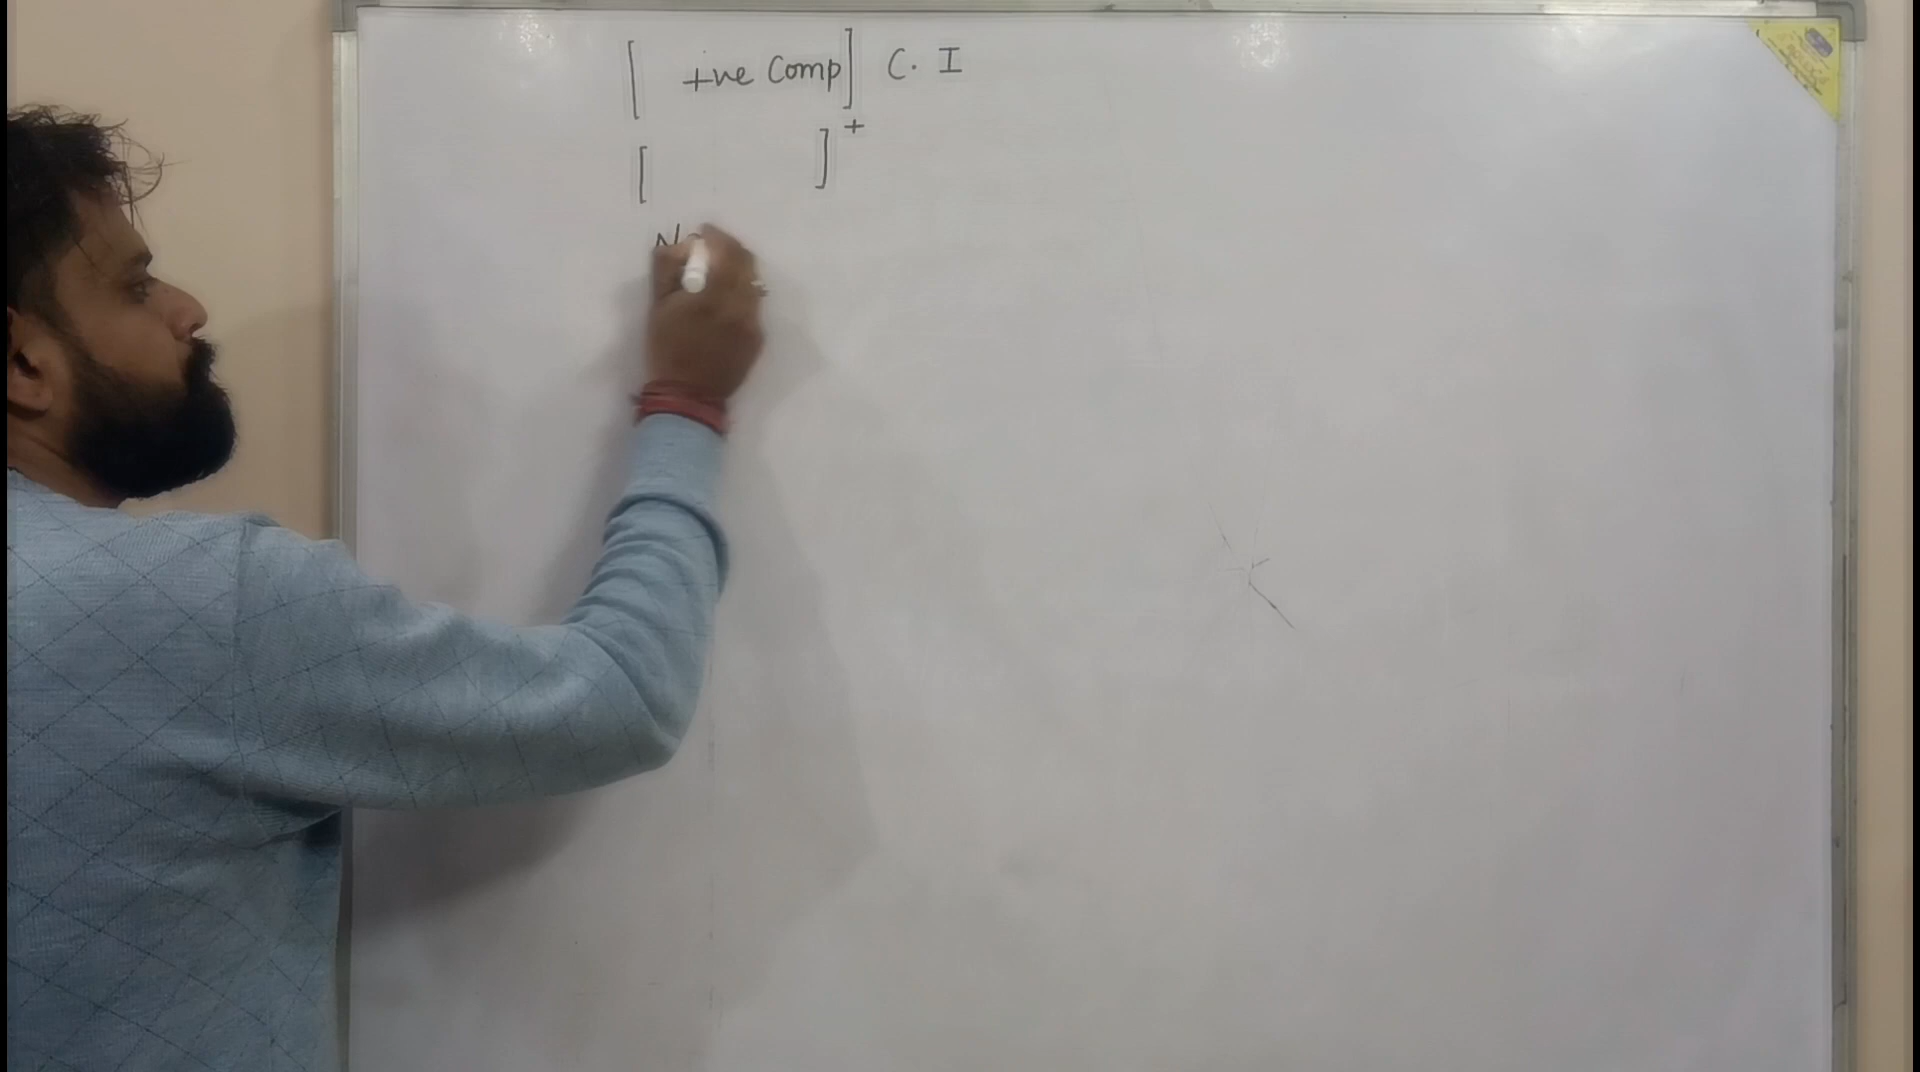 [ +ve Comp] C. I
[ ]+